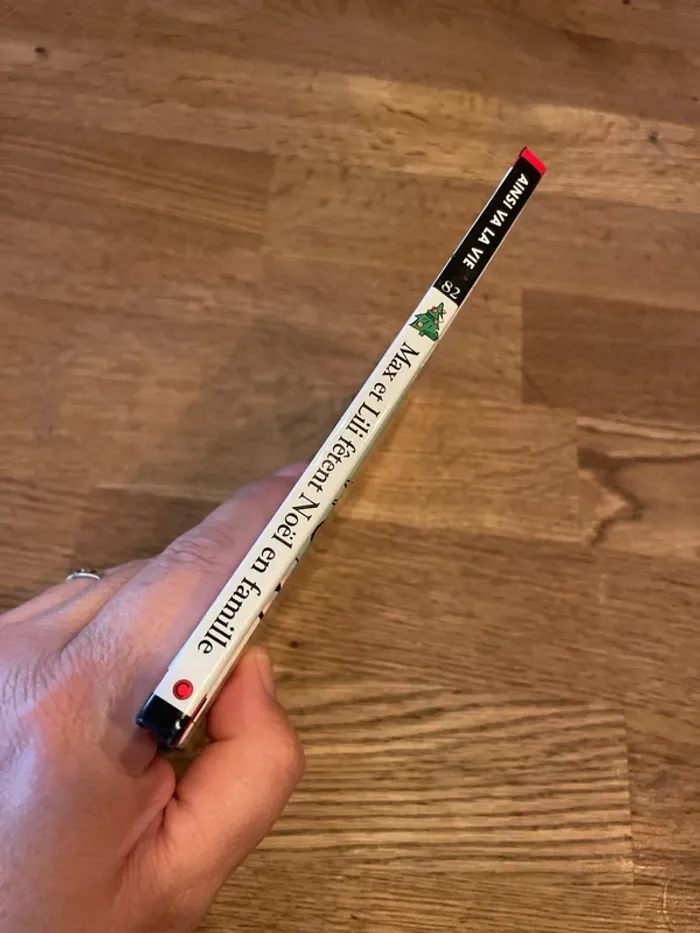 AINSI VA LA VIE
82
Max et Lili fêtent Noël en famille